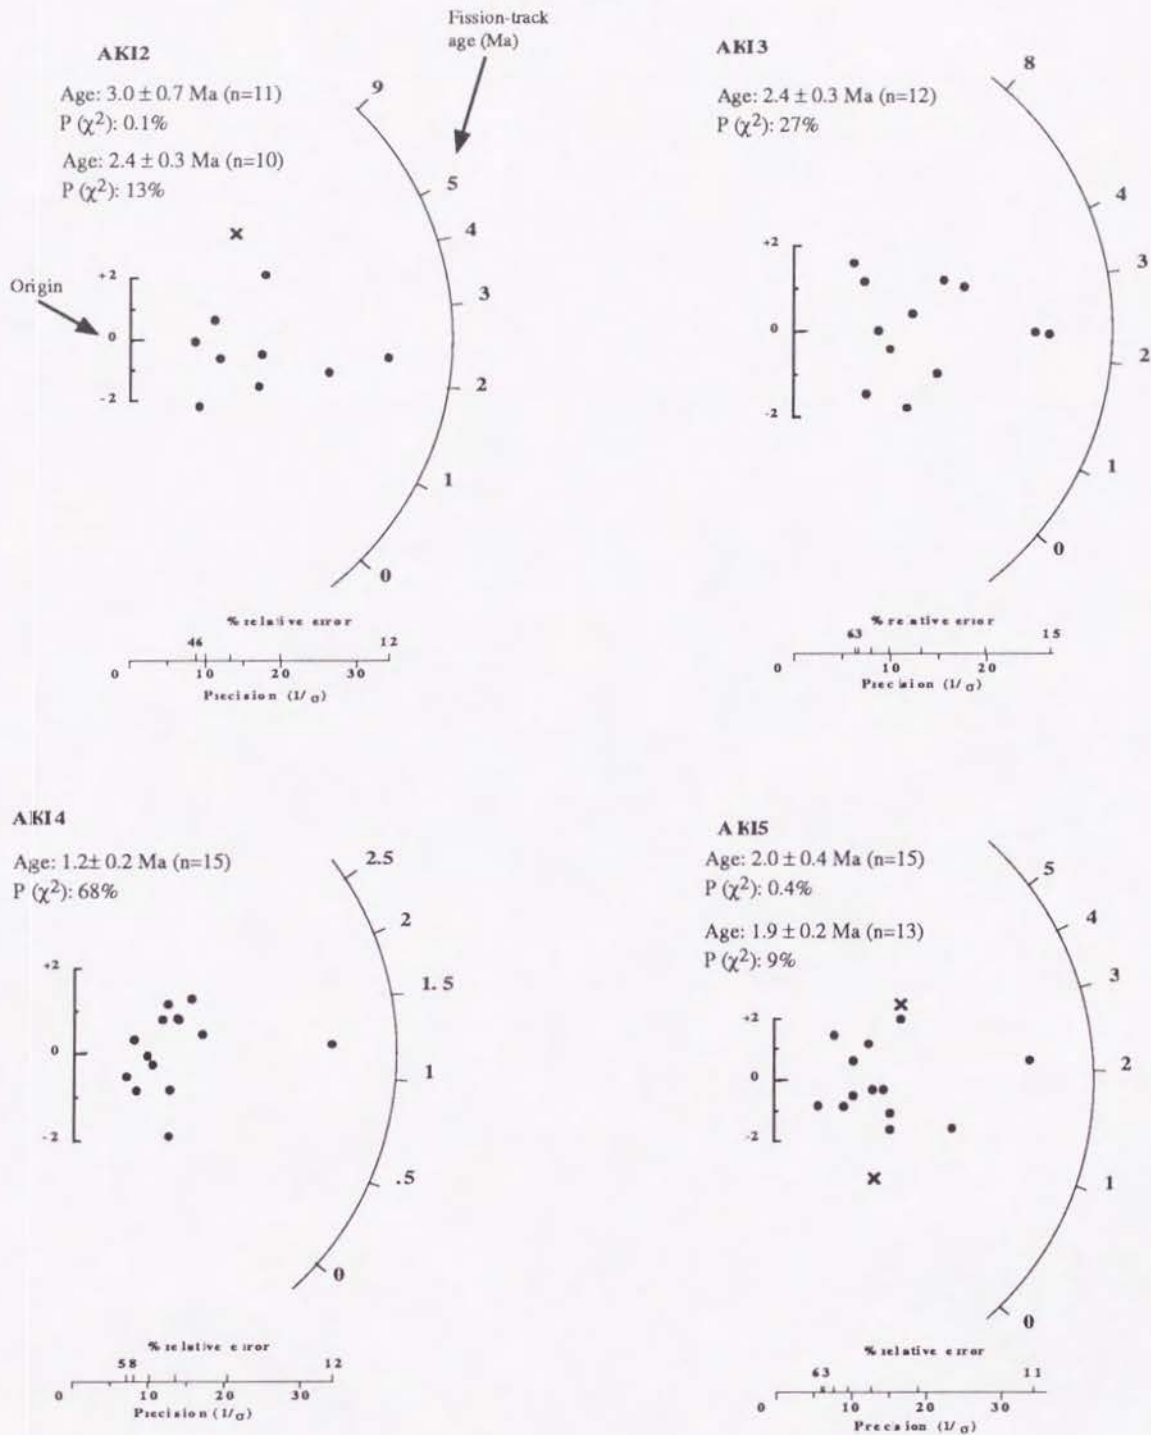 Fission-track
age (Ma)
AKI2
Age: 3.0 ± 0.7 Ma (n=11)
P (χ²): 0.1%
Age: 2.4 ± 0.3 Ma (n=10)
P (χ²): 13%
Origin
+2
0
-2
9
5
4
3
2
1
0
% relative error
46 12
0 10 20 30
Precision (1/σ)
AKI3
Age: 2.4 ± 0.3 Ma (n=12)
P (χ²): 27%
+2
0
-2
8
4
3
2
1
0
% relative error
63 15
0 10 20
Precision (1/σ)
AKI4
Age: 1.2± 0.2 Ma (n=15)
P (χ²): 68%
+2
0
-2
2.5
2
1.5
1
.5
0
% relative error
58 12
0 10 20 30
Precision (1/σ)
AKI5
Age: 2.0 ± 0.4 Ma (n=15)
P (χ²): 0.4%
Age: 1.9 ± 0.2 Ma (n=13)
P (χ²): 9%
+2
0
-2
5
4
3
2
1
0
% relative error
63 11
0 10 20 30
Precision (1/σ)